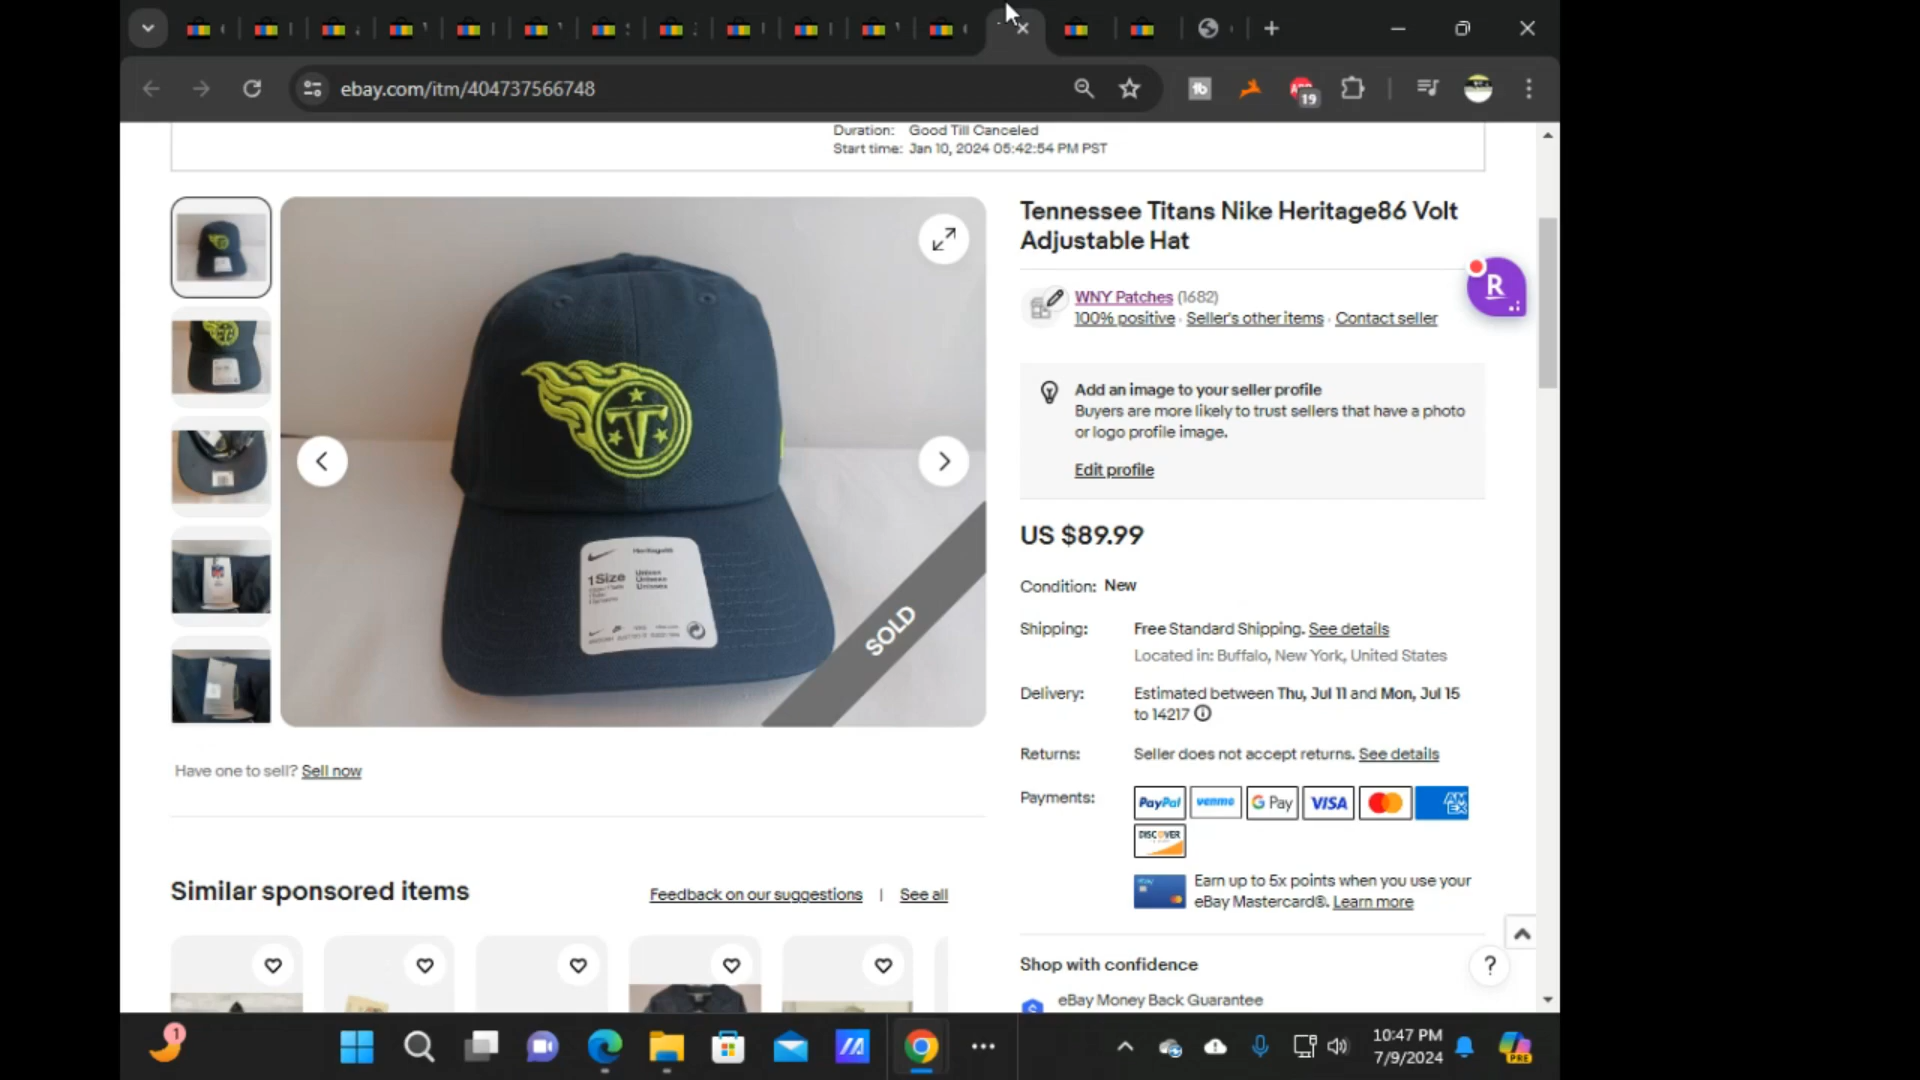 ebay.com/itm/404737566748
19
Duration: Good Till Canceled
Start time: Jan 10, 2024 05:42:54 PM PST
Tennessee Titans Nike Heritage86 Volt
Adjustable Hat
WNY Patches (1682)
100% positive · Seller's other items · Contact seller
R
Add an image to your seller profile
Buyers are more likely to trust sellers that have a photo
or logo profile image.
Edit profile
US $89.99
Condition: New
Shipping: Free Standard Shipping. See details
Located in: Buffalo, New York, United States
Delivery: Estimated between Thu, Jul 11 and Mon, Jul 15
to 14217
Returns: Seller does not accept returns. See details
Payments: PayPal venmo G Pay VISA AM EX
DISCOVER
Earn up to 5x points when you use your
eBay Mastercard®. Learn more
Shop with confidence
eBay Money Back Guarantee
T
Heritage86
1Size
Unisex
SOLD
Have one to sell? Sell now
Similar sponsored items
Feedback on our suggestions | See all
?
1
10:47 PM
7/9/2024
PRE